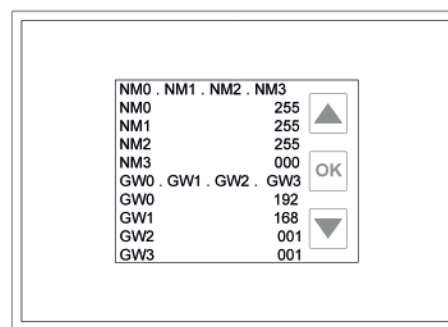 NM0 . NM1 . NM2 . NM3
NM0 255
NM1 255
NM2 255
NM3 000
GW0 . GW1 . GW2 . GW3
GW0 192
GW1 168
GW2 001
GW3 001
OK